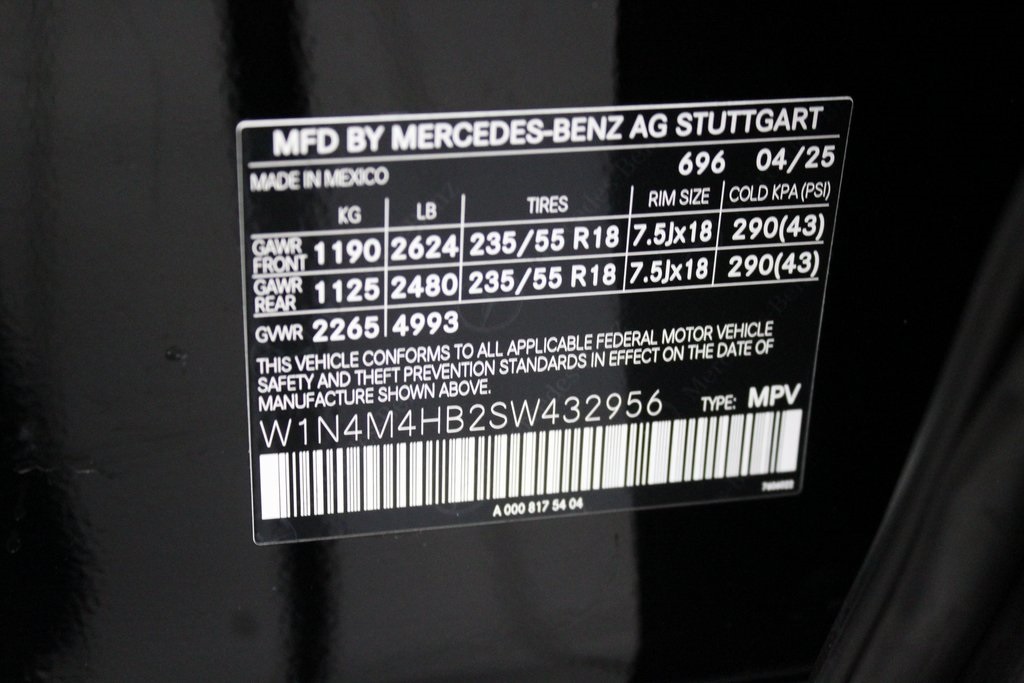 MFD BY MERCEDES-BENZ AG STUTTGART
696 04/25
MADE IN MEXICO
KG LB TIRES RIM SIZE COLD KPA (PSI)
GAWR FRONT 1190 2624 235/55 R18 7.5Jx18 290(43)
GAWR REAR 1125 2480 235/55 R18 7.5Jx18 290(43)
GVWR 2265 4993
THIS VEHICLE CONFORMS TO ALL APPLICABLE FEDERAL MOTOR VEHICLE
SAFETY AND THEFT PREVENTION STANDARDS IN EFFECT ON THE DATE OF
MANUFACTURE SHOWN ABOVE.
W1N4M4HB2SW432956 TYPE: MPV
A 000 817 54 04